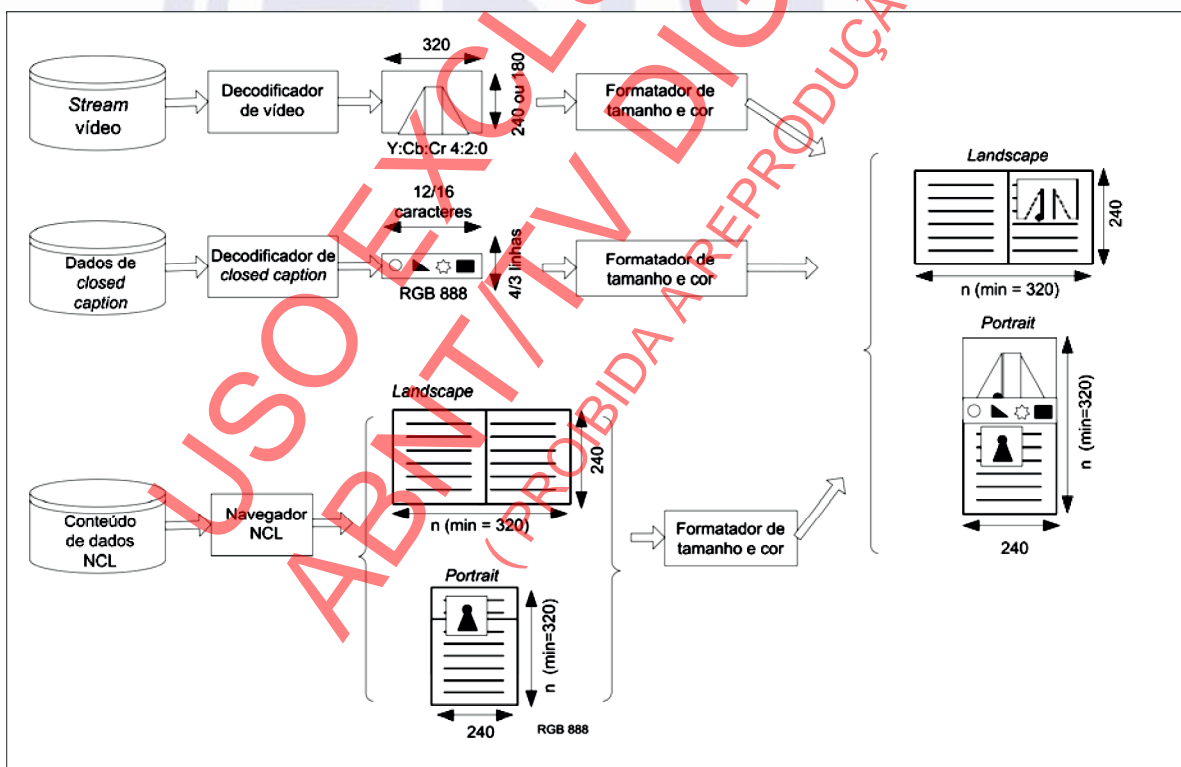 320
Stream
vídeo
Decodificador
de vídeo
240 ou 180
Formatador de
tamanho e cor
Y:Cb:Cr 4:2:0
12/16
caracteres
Dados de
closed
caption
Decodificador de
closed caption
4/3 linhas
RGB 888
Formatador de
tamanho e cor
Landscape
240
n (min = 320)
Portrait
n (min=320)
240
Landscape
240
n (min = 320)
Conteúdo
de dados
NCL
Navegador
NCL
Formatador de
tamanho e cor
Portrait
n (min=320)
240
RGB 888
USO EXCL
ABNT/TV DIG
( PROIBIDA A REPRODUÇÃ